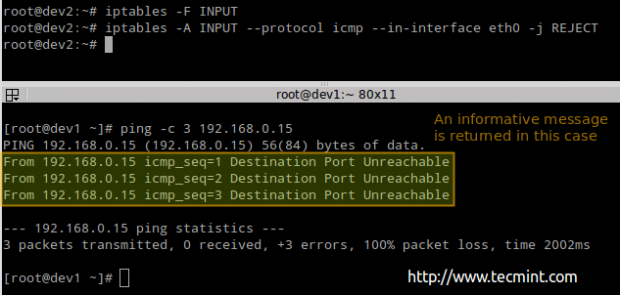 root@dev2:~# iptables -F INPUT
root@dev2:~# iptables -A INPUT --protocol icmp --in-interface eth0 -j REJECT
root@dev2:~#
root@dev1:~ 80x11
An informative message
is returned in this case
[root@dev1 ~]# ping -c 3 192.168.0.15
PING 192.168.0.15 (192.168.0.15) 56(84) bytes of data.
From 192.168.0.15 icmp_seq=1 Destination Port Unreachable
From 192.168.0.15 icmp_seq=2 Destination Port Unreachable
From 192.168.0.15 icmp_seq=3 Destination Port Unreachable
--- 192.168.0.15 ping statistics ---
3 packets transmitted, 0 received, +3 errors, 100% packet loss, time 2002ms
[root@dev1 ~]#
http://www.tecmint.com